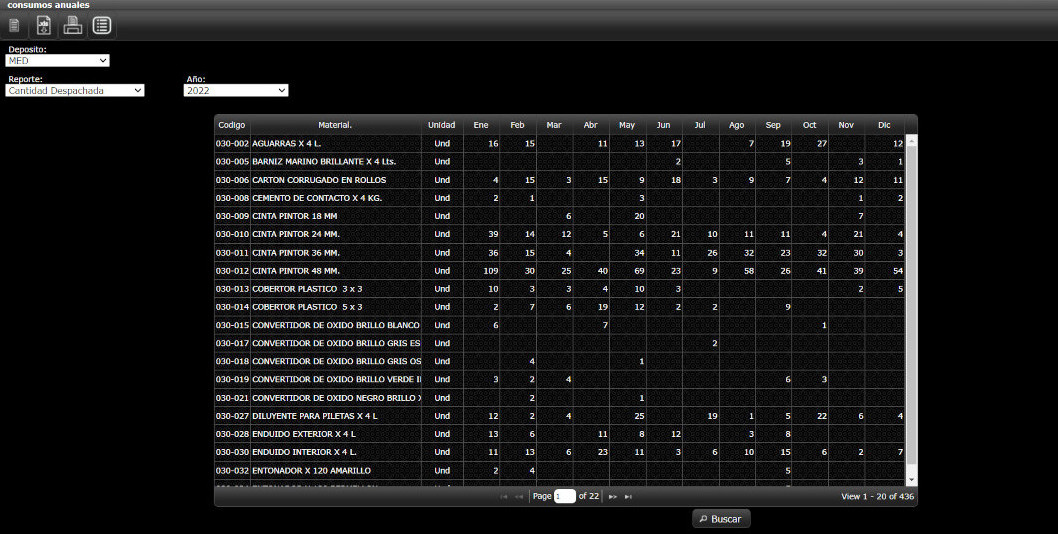 consumos anuales
Deposito:
MED
Reporte: Año:
Cantidad Despachada 2022
Codigo Material. Unidad Ene Feb Mar Abr May Jun Jul Ago Sep Oct Nov Dic
030-002 AGUARRAS X 4 L. Und 16 15 11 13 17 7 19 27 12
030-005 BARNIZ MARINO BRILLANTE X 4 Lts. Und 2 5 3 1
030-006 CARTON CORRUGADO EN ROLLOS Und 4 15 3 15 9 18 3 9 7 4 12 11
030-008 CEMENTO DE CONTACTO X 4 KG. Und 2 1 3 1 2
030-009 CINTA PINTOR 18 MM Und 6 20 7
030-010 CINTA PINTOR 24 MM. Und 39 14 12 5 6 21 10 11 11 4 21 4
030-011 CINTA PINTOR 36 MM. Und 36 15 4 34 11 26 32 23 32 30 3
030-012 CINTA PINTOR 48 MM. Und 109 30 25 40 69 23 9 58 26 41 39 54
030-013 COBERTOR PLASTICO 3 x 3 Und 10 3 3 4 10 3 2 5
030-014 COBERTOR PLASTICO 5 x 3 Und 2 7 6 19 12 2 2 9
030-015 CONVERTIDOR DE OXIDO BRILLO BLANCO Und 6 7 1
030-017 CONVERTIDOR DE OXIDO BRILLO GRIS ES Und 2
030-018 CONVERTIDOR DE OXIDO BRILLO GRIS OS Und 4 1
030-019 CONVERTIDOR DE OXIDO BRILLO VERDE I Und 3 2 4 6 3
030-021 CONVERTIDOR DE OXIDO NEGRO BRILLO X Und 2 1
030-027 DILUYENTE PARA PILETAS X 4 L Und 12 2 4 25 19 1 5 22 6 4
030-028 ENDUIDO EXTERIOR X 4 L Und 13 6 11 8 12 3 8
030-030 ENDUIDO INTERIOR X 4 L. Und 11 13 6 23 11 3 6 10 15 6 2 7
030-032 ENTONADOR X 120 AMARILLO Und 2 4 5
Page 1 of 22 View 1 - 20 of 436
Buscar